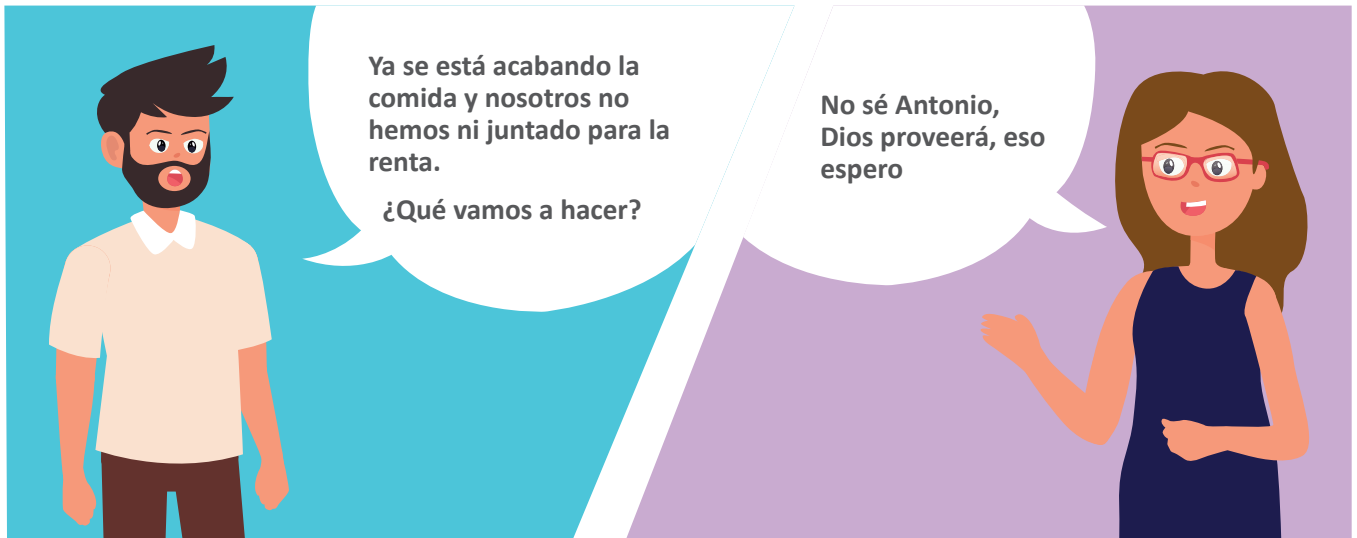 Ya se está acabando la
comida y nosotros no
hemos ni juntado para la
renta.
¿Qué vamos a hacer?
No sé Antonio,
Dios proveerá, eso
espero